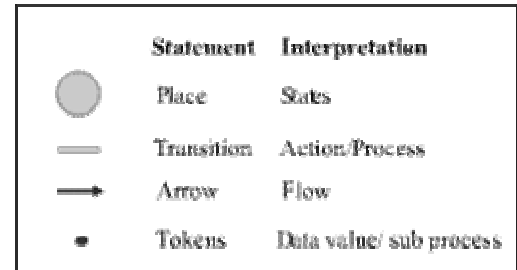 Statement Interpretation
Place States
Transition Action/Process
Arrow Flow
Tokens Data value/ sub process